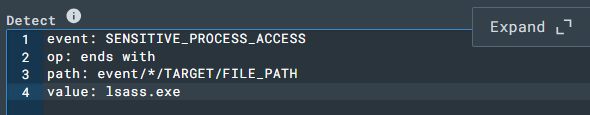 Detect
Expand
1 event: SENSITIVE_PROCESS_ACCESS
2 op: ends with
3 path: event/*/TARGET/FILE_PATH
4 value: lsass.exe